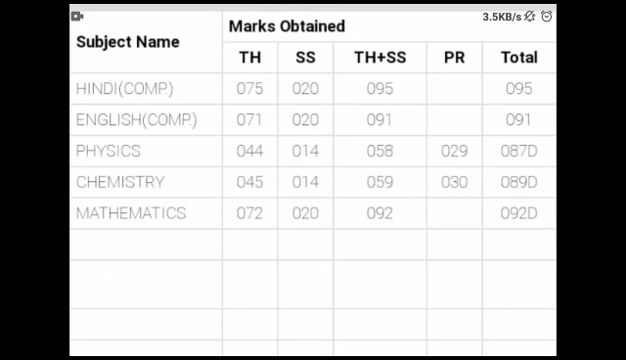 3.5KB/s
Subject Name Marks Obtained
TH SS TH+SS PR Total
HINDI(COMP.) 075 020 095 095
ENGLISH(COMP.) 071 020 091 091
PHYSICS 044 014 058 029 087D
CHEMISTRY 045 014 059 030 089D
MATHEMATICS 072 020 092 092D